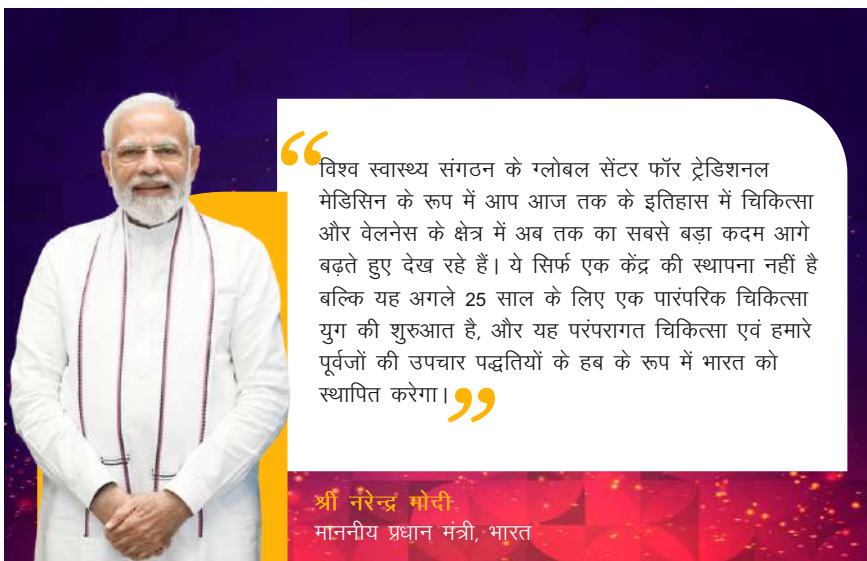 “विश्व स्वास्थ्य संगठन के ग्लोबल सेंटर फॉर ट्रेडिशनल
मेडिसिन के रूप में आप आज तक के इतिहास में चिकित्सा
और वेलनेस के क्षेत्र में अब तक का सबसे बड़ा कदम आगे
बढ़ते हुए देख रहे हैं। ये सिर्फ एक केंद्र की स्थापना नहीं है
बल्कि यह अगले 25 साल के लिए एक पारंपरिक चिकित्सा
युग की शुरुआत है, और यह परंपरागत चिकित्सा एवं हमारे
पूर्वजों की उपचार पद्धतियों के हब के रूप में भारत को
स्थापित करेगा।”
श्री नरेन्द्र मोदी
माननीय प्रधान मंत्री, भारत